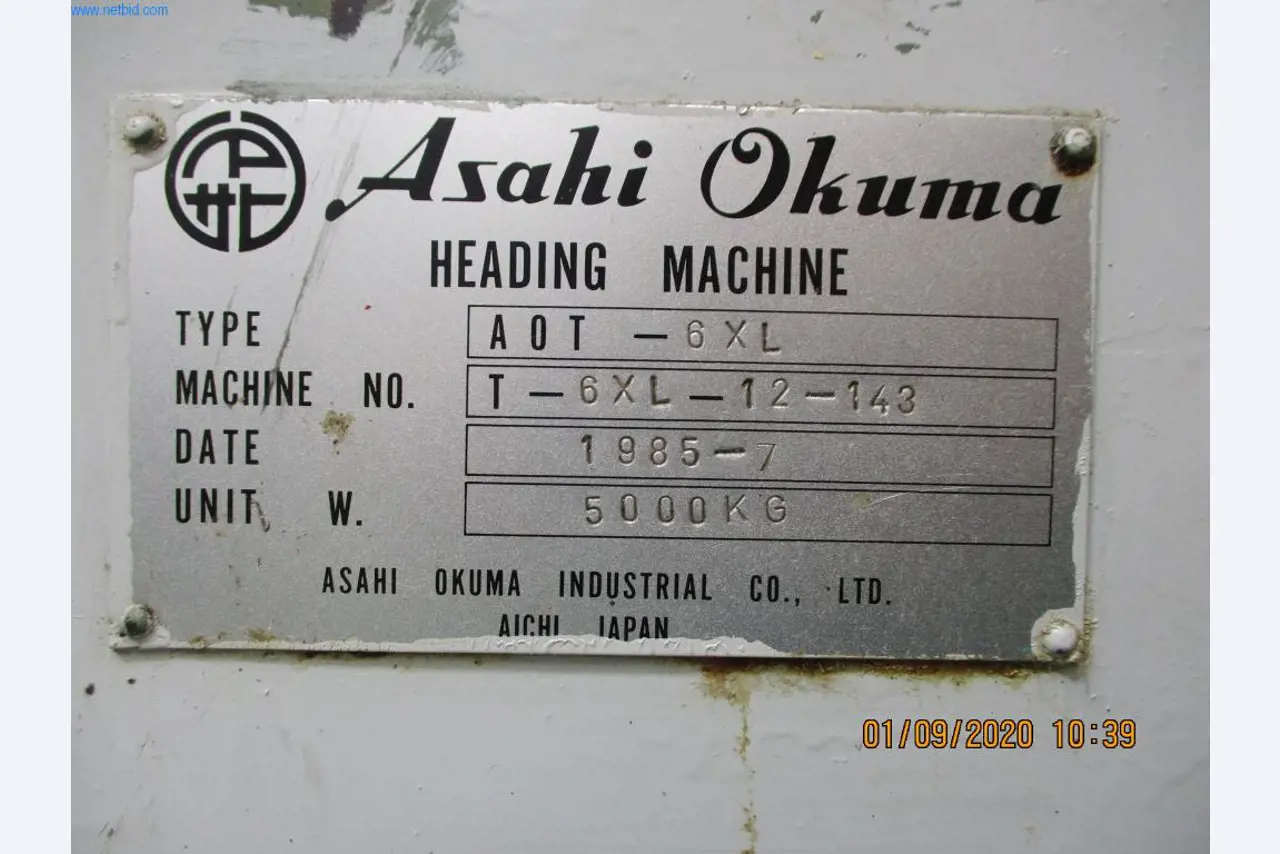 www.netbid.com
Asahi Okuma
HEADING MACHINE
TYPE AOT-6XL
MACHINE NO. T-6XL-12-143
DATE 1985-7
UNIT W. 5000KG
ASAHI OKUMA INDUSTRIAL CO., LTD.
AICHI JAPAN
01/09/2020 10:39